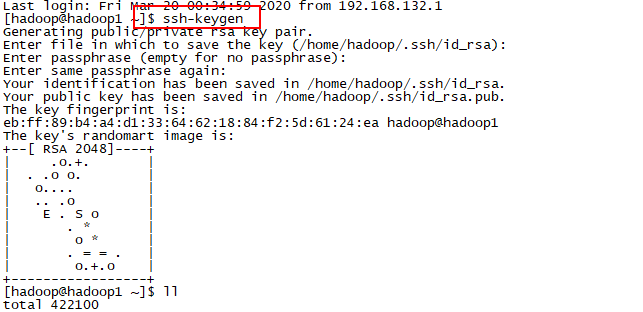 Last login: Fri Mar 20 00:34:59 2020 from 192.168.132.1
[hadoop@hadoop1 ~]$ ssh-keygen
Generating public/private rsa key pair.
Enter file in which to save the key (/home/hadoop/.ssh/id_rsa):
Enter passphrase (empty for no passphrase):
Enter same passphrase again:
Your identification has been saved in /home/hadoop/.ssh/id_rsa.
Your public key has been saved in /home/hadoop/.ssh/id_rsa.pub.
The key fingerprint is:
eb:ff:89:b4:a4:d1:33:64:62:18:84:f2:5d:61:24:ea hadoop@hadoop1
The key's randomart image is:
+--[ RSA 2048]----+
|     .o.+.       |
|  . .o o.        |
|   o....         |
|   .. .o         |
|    E . S o      |
|       . *       |
|        o *      |
|       . = = .   |
|        o.+.o    |
+-----------------+
[hadoop@hadoop1 ~]$ ll
total 422100